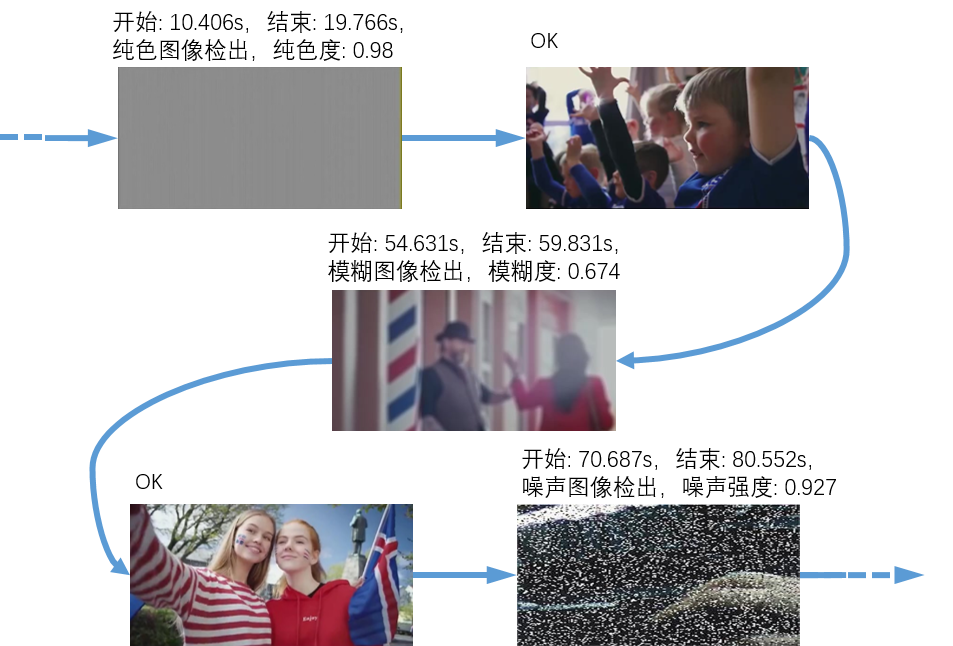 开始: 10.406s，结束: 19.766s,
纯色图像检出，纯色度: 0.98
OK
开始: 54.631s，结束: 59.831s,
模糊图像检出，模糊度: 0.674
OK
开始: 70.687s，结束: 80.552s,
噪声图像检出，噪声强度: 0.927
Enjoy